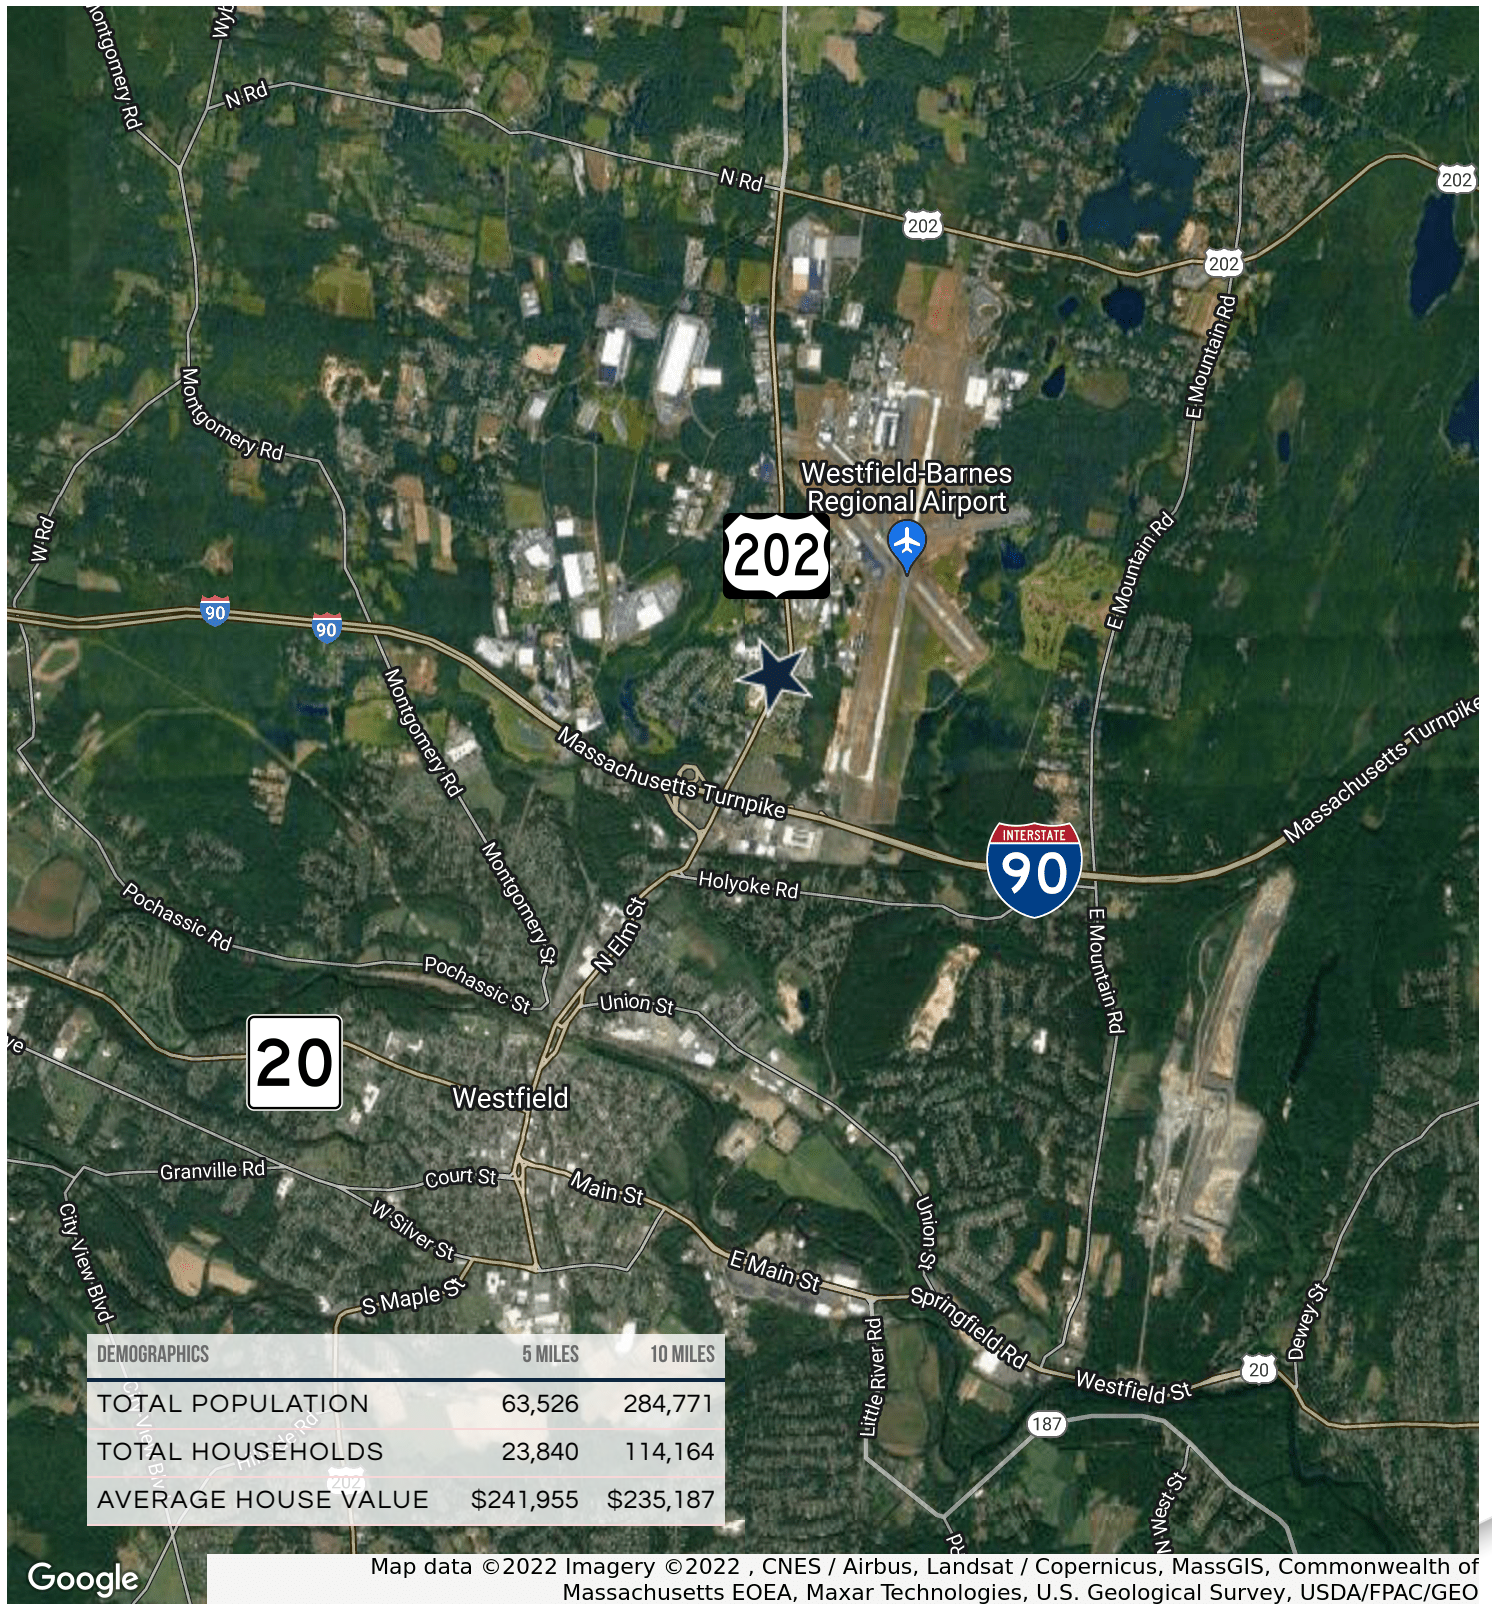 Montgomery Rd
Wyb
N Rd
N Rd
202
202
202
E Mountain Rd
Montgomery Rd
Westfield-Barnes
Regional Airport
W Rd
202
E Mountain Rd
90
90
Montgomery Rd
Massachusetts Turnpike
Massachusetts Turnpike
INTERSTATE
90
Montgomery St
Holyoke Rd
Pochassic Rd
N Elm St
E Mountain Rd
Pochassic St
Union St
ve
20
Westfield
Granville Rd
Court St
Main St
City View Blvd
W Silver St
Union St
E Main St
S Maple St
Springfield Rd
Dewey St
Little River Rd
Westfield St
20
187
N West St
Rd
DEMOGRAPHICS 5 MILES 10 MILES
TOTAL POPULATION 63,526 284,771
TOTAL HOUSEHOLDS 23,840 114,164
202
AVERAGE HOUSE VALUE $241,955 $235,187
Google
Map data ©2022 Imagery ©2022 , CNES / Airbus, Landsat / Copernicus, MassGIS, Commonwealth of
Massachusetts EOEA, Maxar Technologies, U.S. Geological Survey, USDA/FPAC/GEO